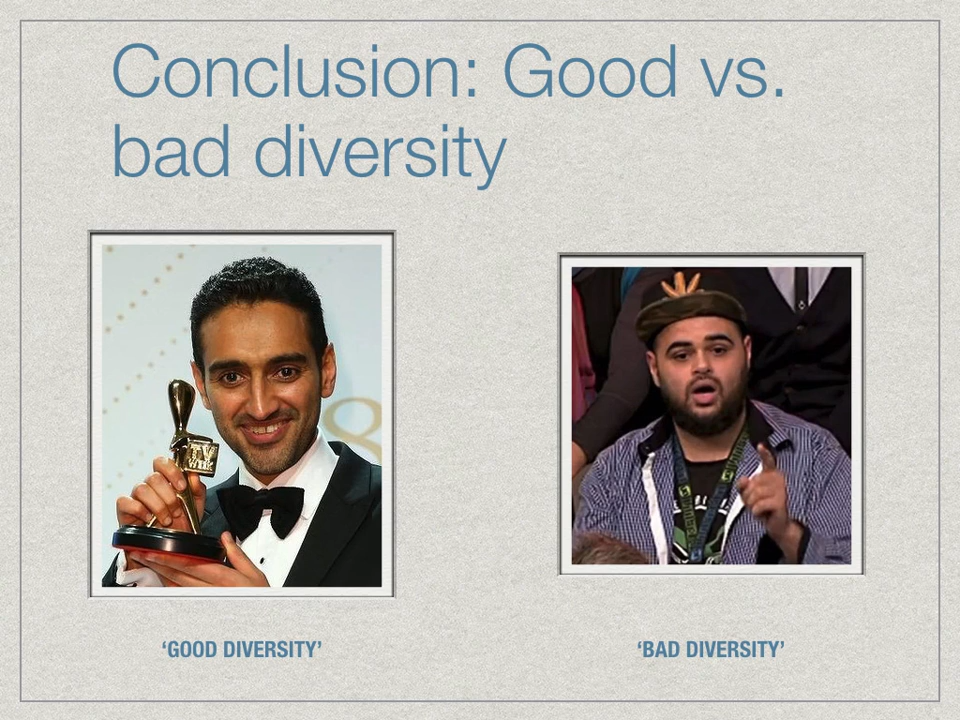 Conclusion: Good vs.
bad diversity
TV
WEEK
‘GOOD DIVERSITY’
‘BAD DIVERSITY’